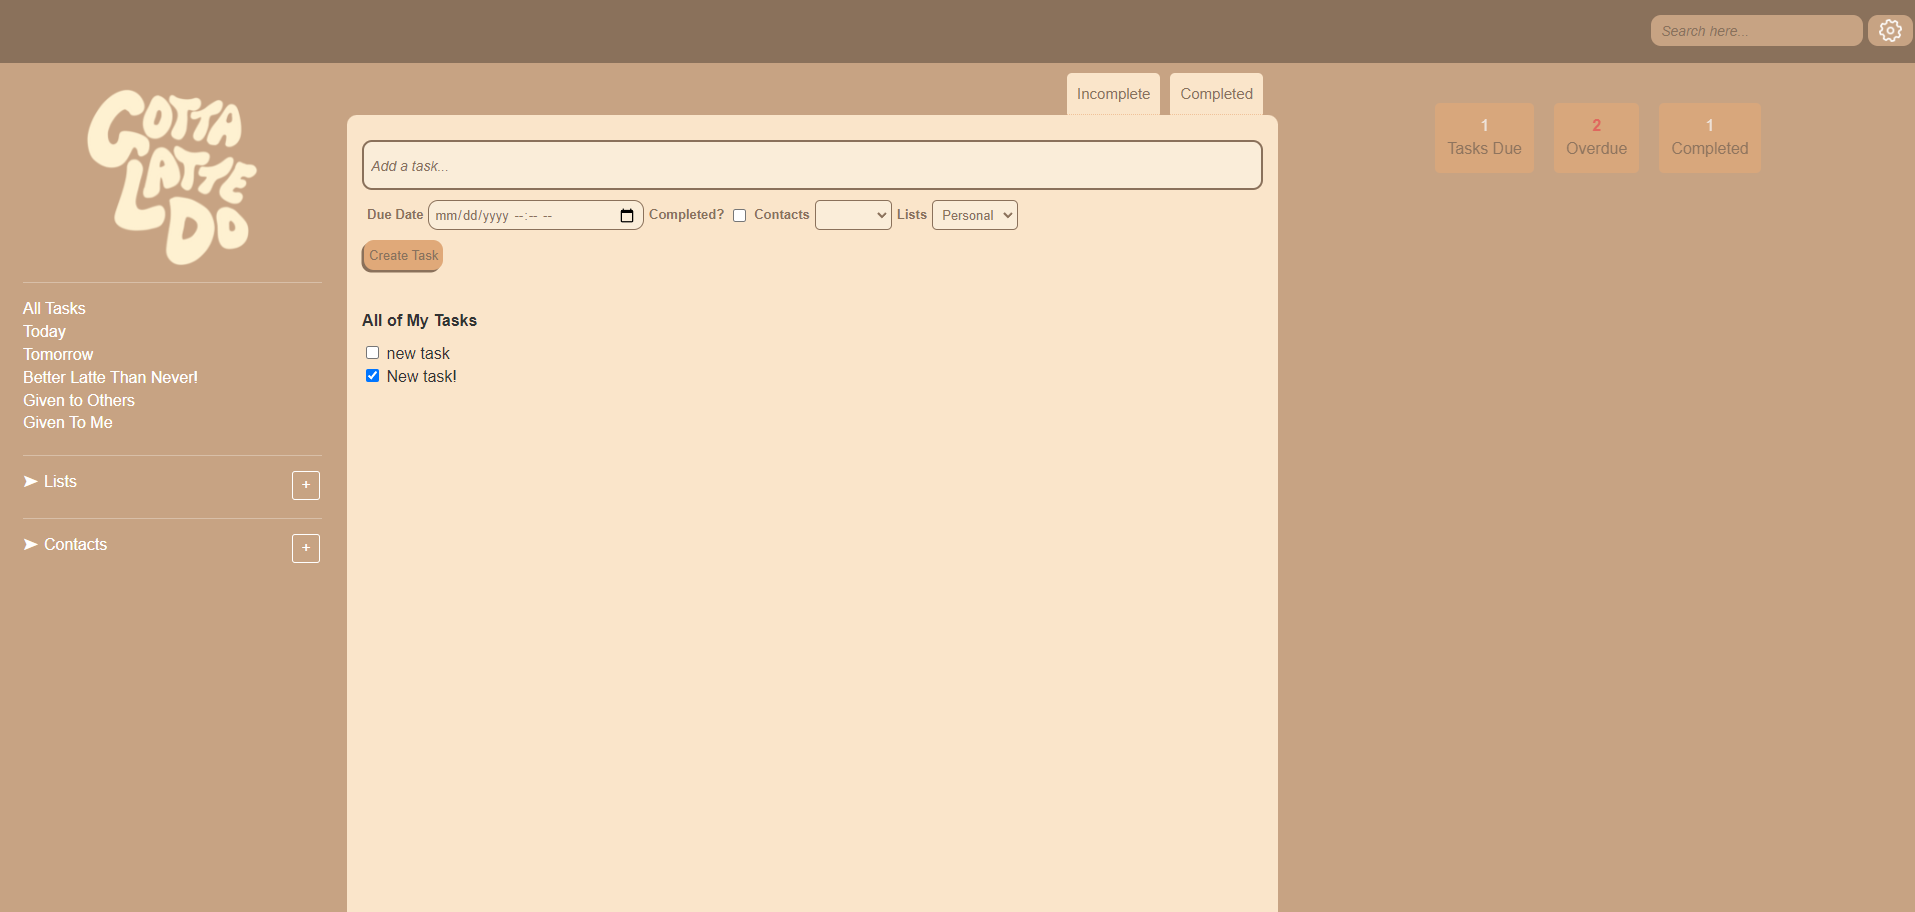 Search here...
GOTTA
LATTE
DO
All Tasks
Today
Tomorrow
Better Latte Than Never!
Given to Others
Given To Me
➤ Lists +
➤ Contacts +
Incomplete Completed
Add a task...
Due Date mm/dd/yyyy --:-- -- Completed? Contacts Lists Personal
Create Task
All of My Tasks
new task
New task!
1
Tasks Due
2
Overdue
1
Completed